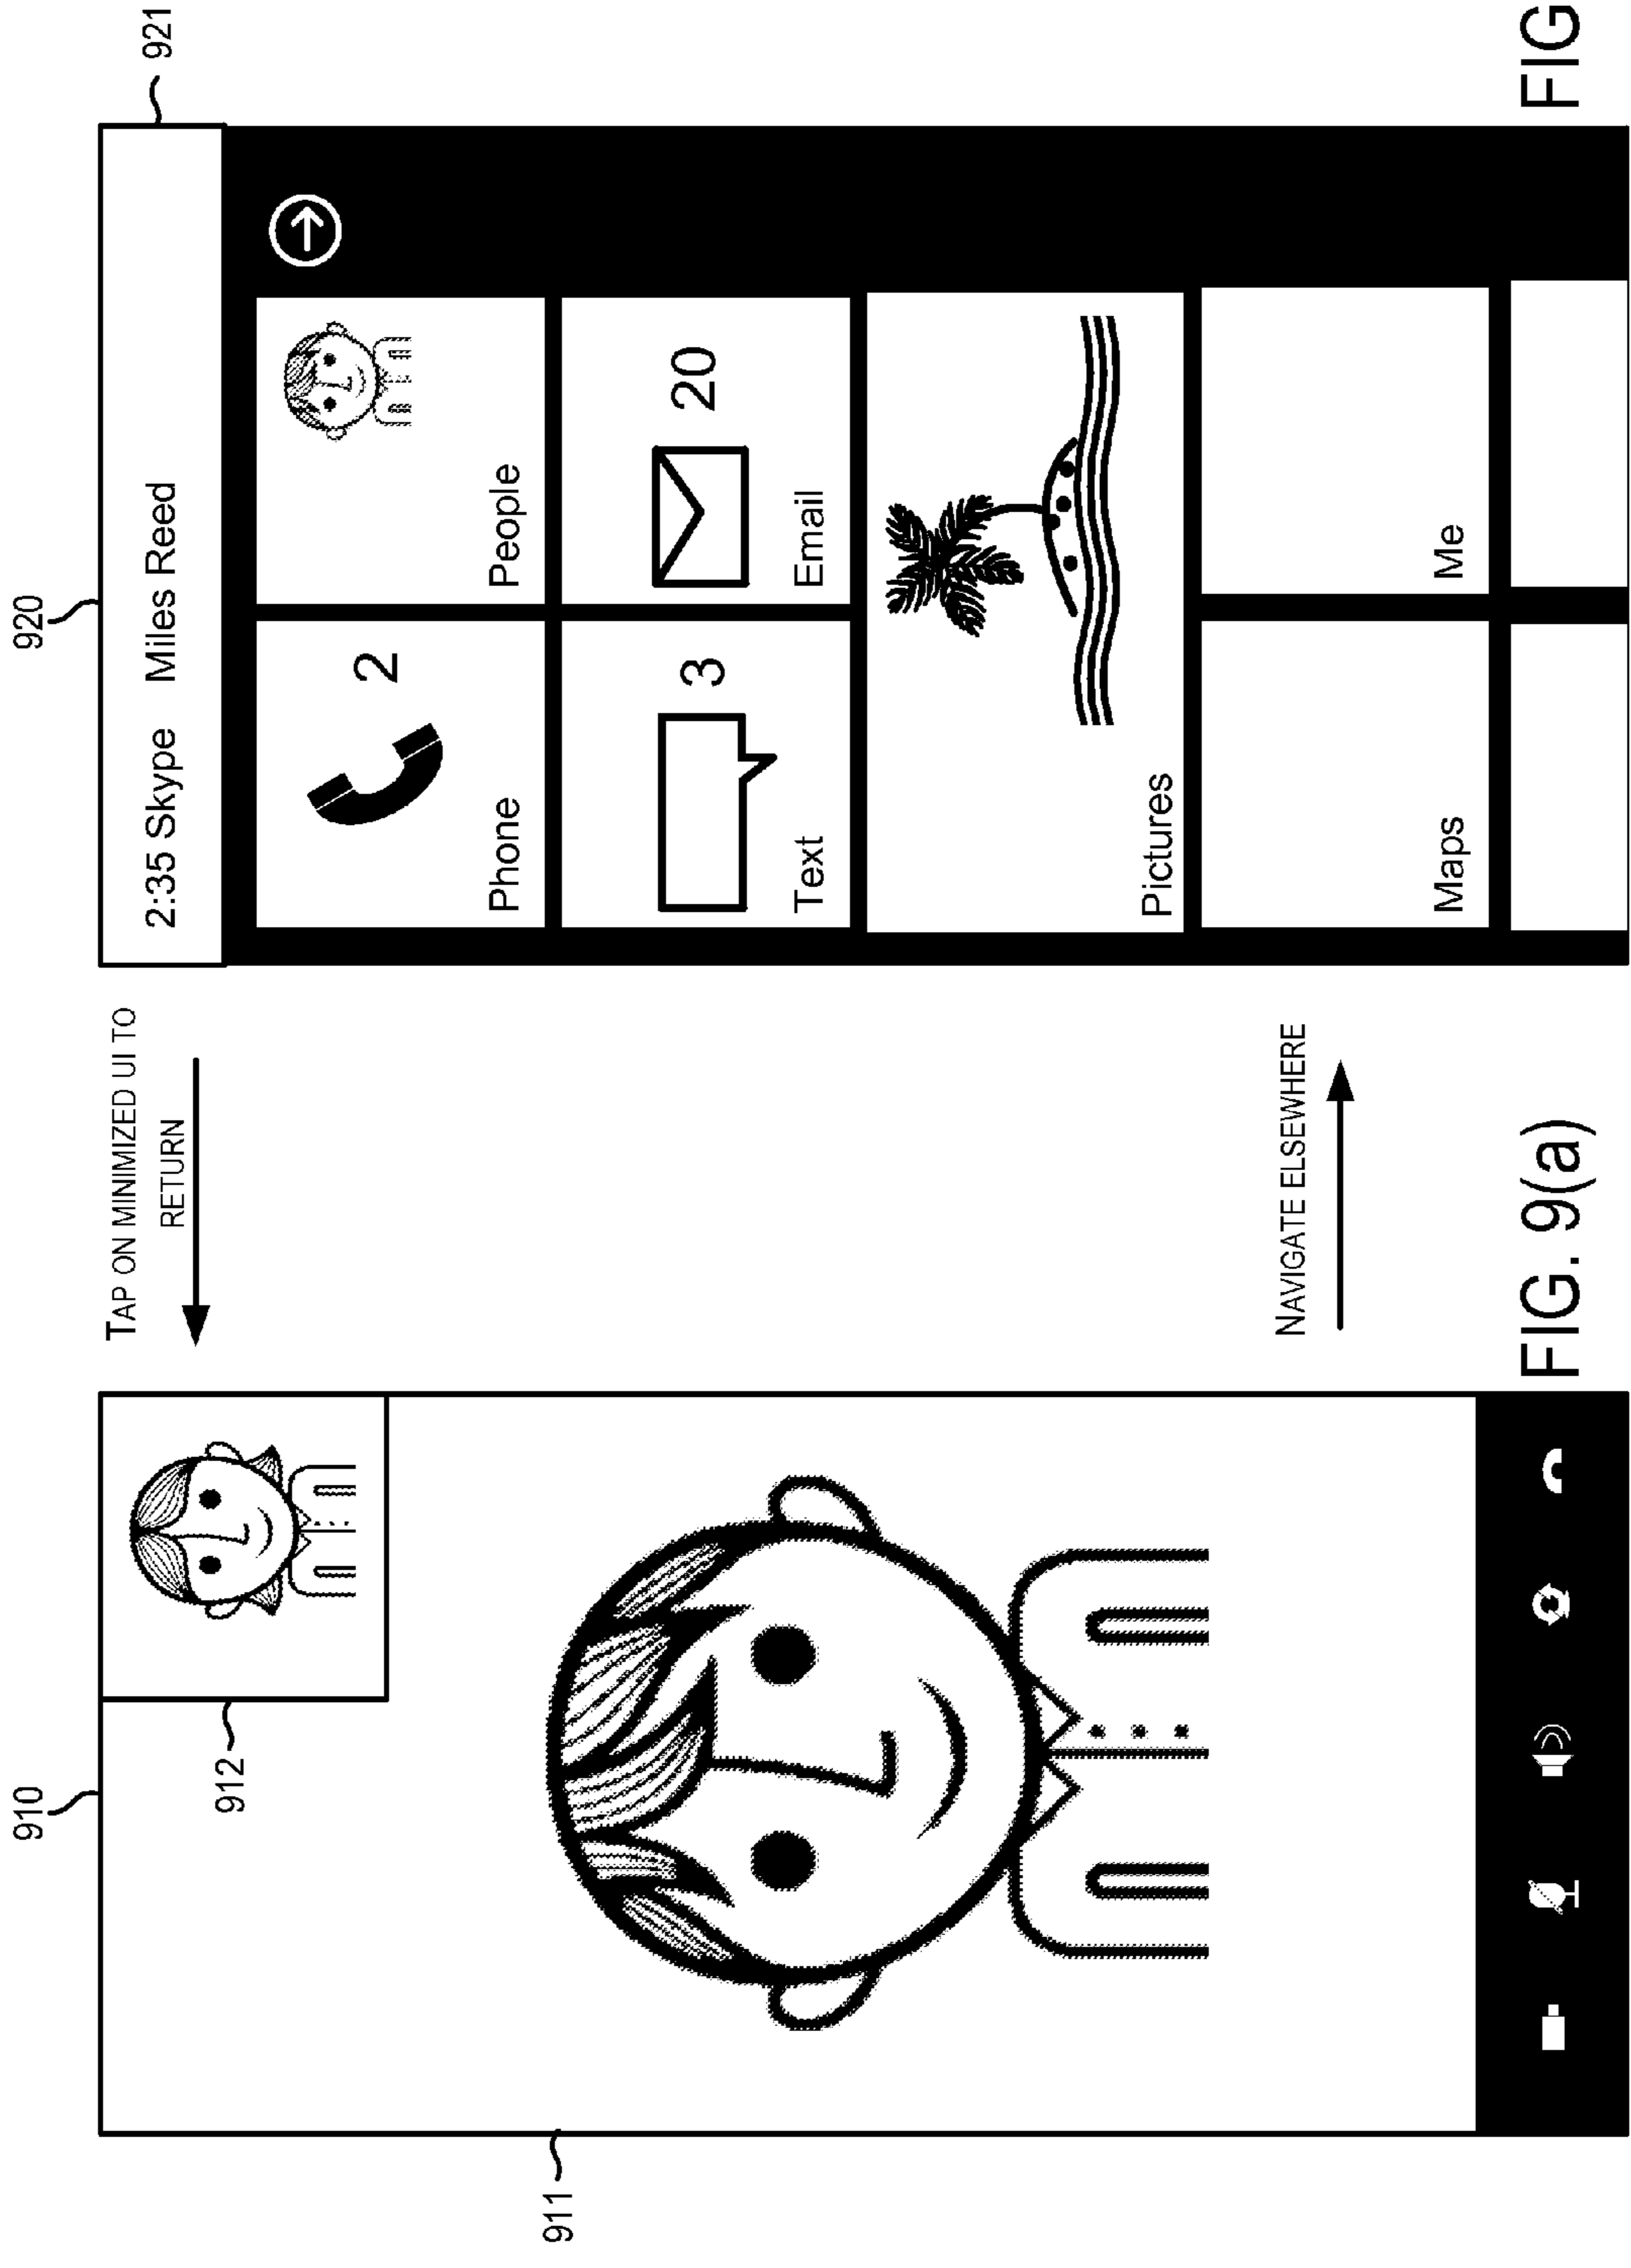 910
912
911
TAP ON MINIMIZED UI TO
RETURN
NAVIGATE ELSEWHERE
FIG. 9(a)
920
921
2:35 Skype Miles Reed
2
Phone
People
3
Text
20
Email
Pictures
Maps
Me
FIG